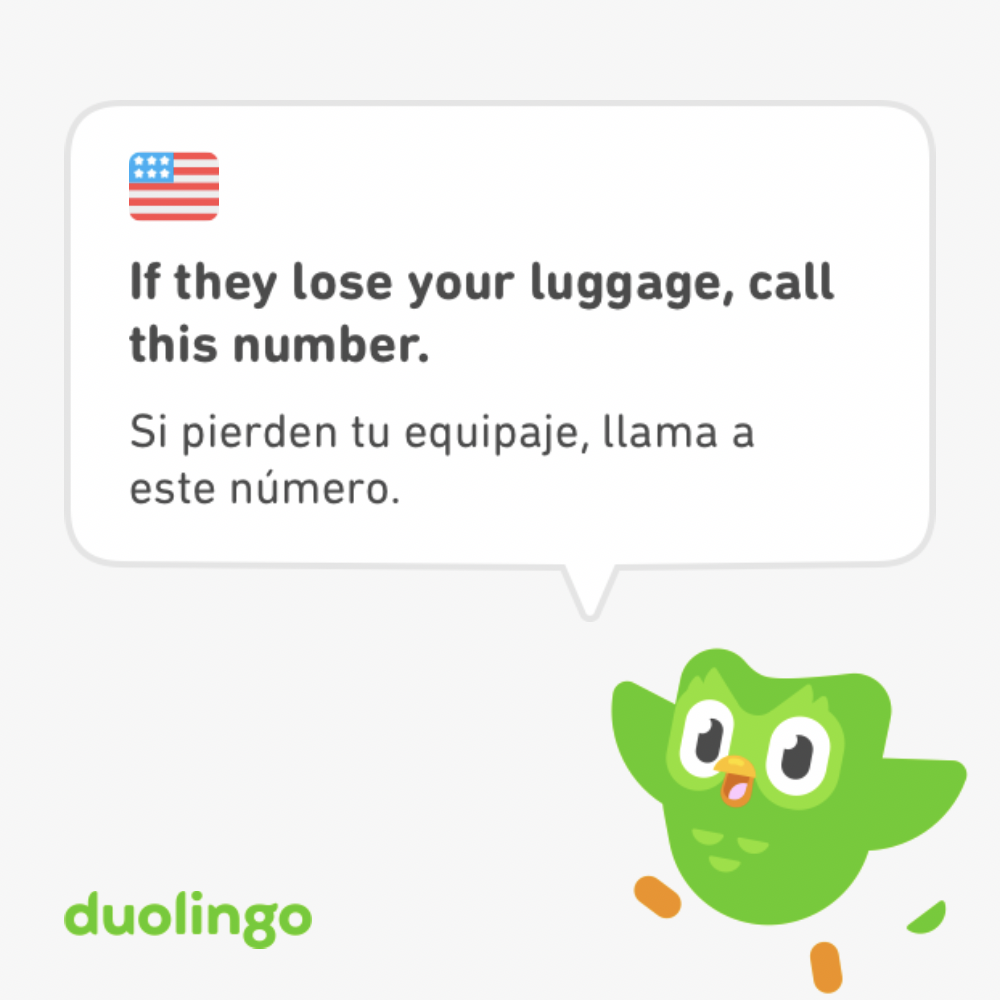 If they lose your luggage, call
this number.
Si pierden tu equipaje, llama a
este número.
duolingo